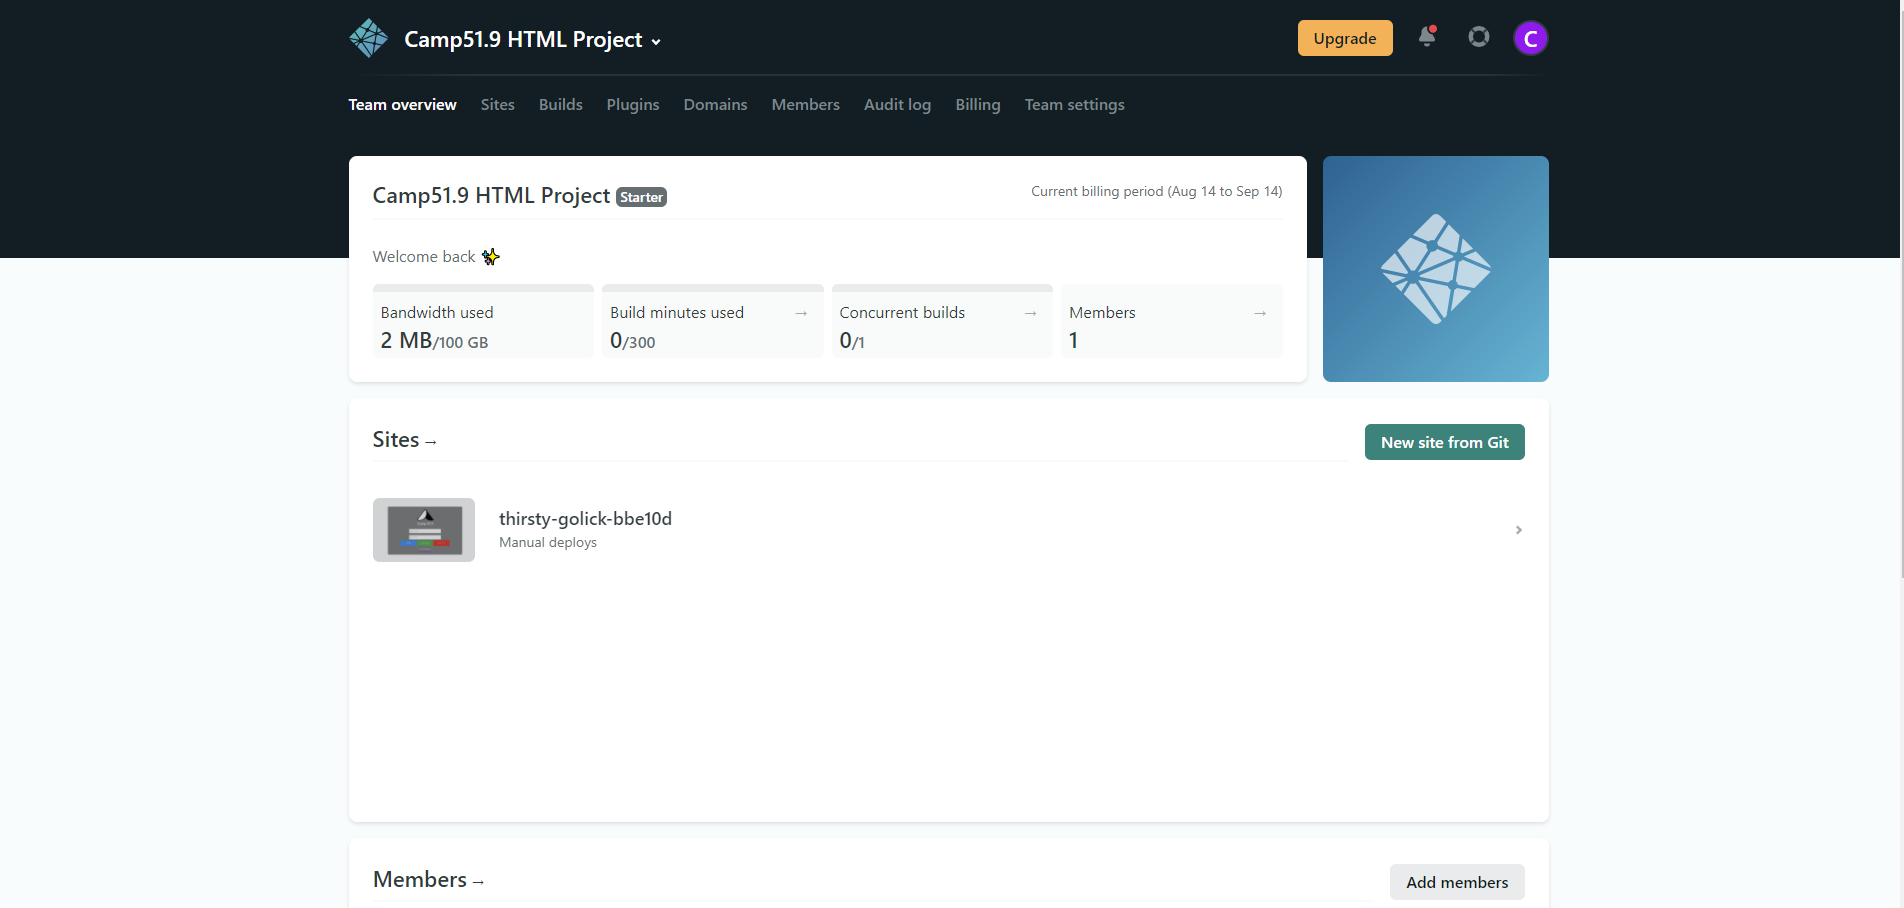 Camp51.9 HTML Project
Upgrade
C
Team overview Sites Builds Plugins Domains Members Audit log Billing Team settings
Camp51.9 HTML Project Starter
Current billing period (Aug 14 to Sep 14)
Welcome back ✨
Bandwidth used
2 MB/100 GB
Build minutes used →
0/300
Concurrent builds →
0/1
Members →
1
Sites →
New site from Git
thirsty-golick-bbe10d
Manual deploys
Members →
Add members